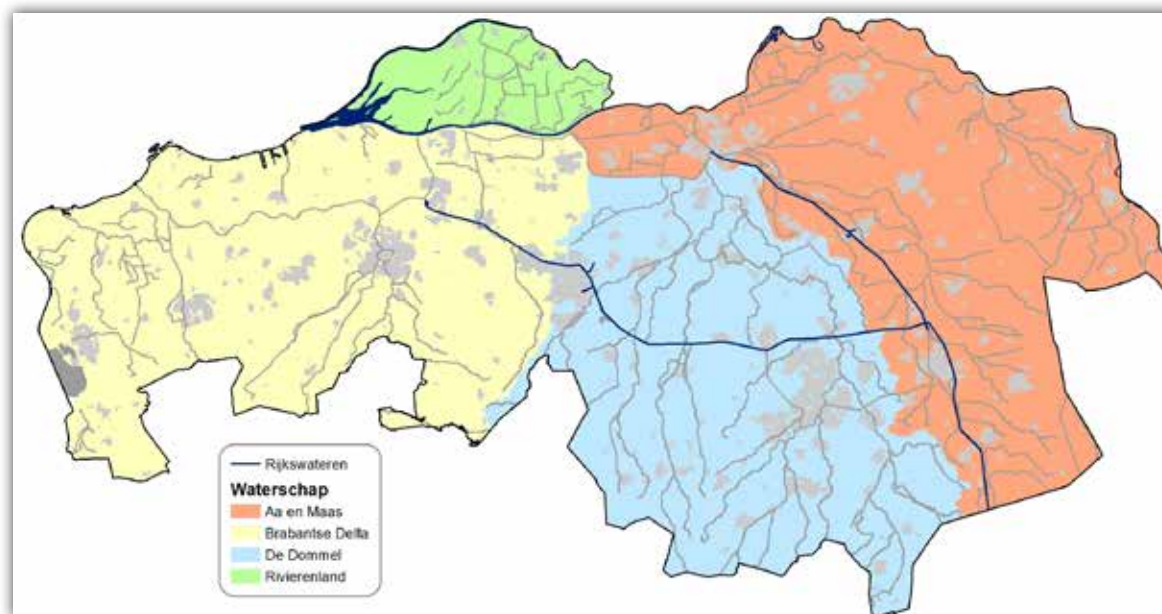 Rijkswateren
Waterschap
Aa en Maas
Brabantse Delta
De Dommel
Rivierenland